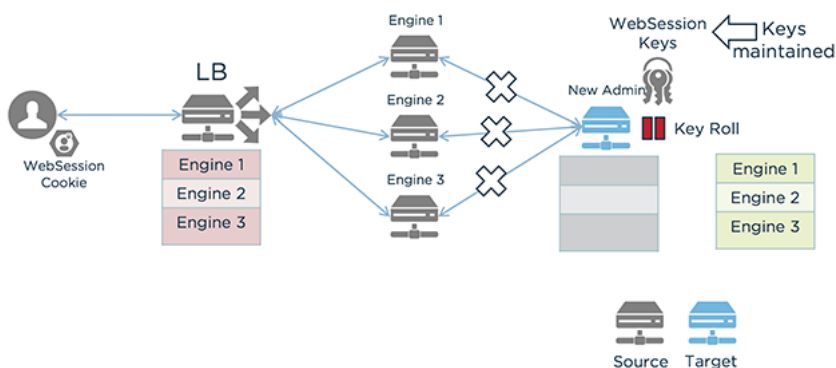 Engine 1
WebSession
Keys
Keys
maintained
LB
Engine 2
New Admin
Key Roll
WebSession
Cookie
Engine 1
Engine 2
Engine 3
Engine 3
Engine 1
Engine 2
Engine 3
Source
Target